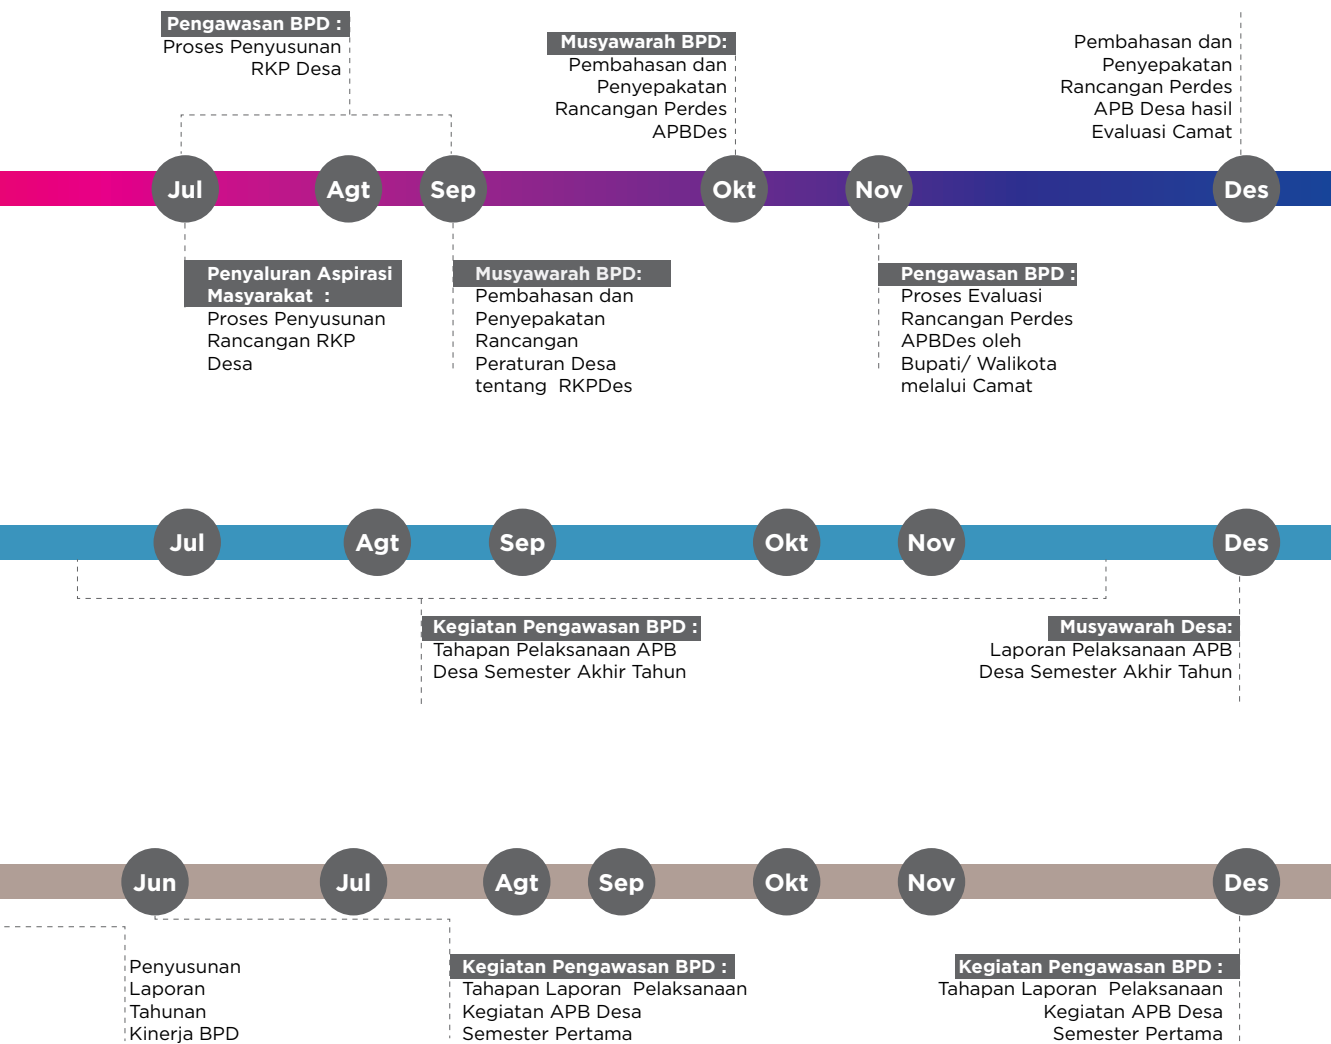 Pengawasan BPD :
Proses Penyusunan
RKP Desa
Musyawarah BPD:
Pembahasan dan
Penyepakatan
Rancangan Perdes
APBDes
Pembahasan dan
Penyepakatan
Rancangan Perdes
APB Desa hasil
Evaluasi Camat
Jul
Agt
Sep
Okt
Nov
Des
Penyaluran Aspirasi
Masyarakat :
Proses Penyusunan
Rancangan RKP
Desa
Musyawarah BPD:
Pembahasan dan
Penyepakatan
Rancangan
Peraturan Desa
tentang RKPDes
Pengawasan BPD :
Proses Evaluasi
Rancangan Perdes
APBDes oleh
Bupati/ Walikota
melalui Camat
Jul
Agt
Sep
Okt
Nov
Des
Kegiatan Pengawasan BPD :
Tahapan Pelaksanaan APB
Desa Semester Akhir Tahun
Musyawarah Desa:
Laporan Pelaksanaan APB
Desa Semester Akhir Tahun
Jun
Jul
Agt
Sep
Okt
Nov
Des
Penyusunan
Laporan
Tahunan
Kinerja BPD
Kegiatan Pengawasan BPD :
Tahapan Laporan Pelaksanaan
Kegiatan APB Desa
Semester Pertama
Kegiatan Pengawasan BPD :
Tahapan Laporan Pelaksanaan
Kegiatan APB Desa
Semester Pertama